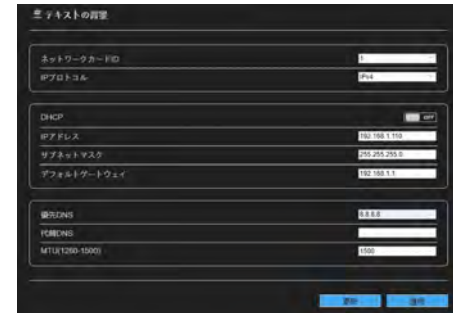 テキストの背景
ネットワークカードID 1
IPプロトコル IPv4
DHCP OFF
IPアドレス 192.168.1.110
サブネットマスク 255.255.255.0
デフォルトゲートウェイ 192.168.1.1
優先DNS 8.8.8.8
代替DNS
MTU(1280-1500) 1500
更新 適用